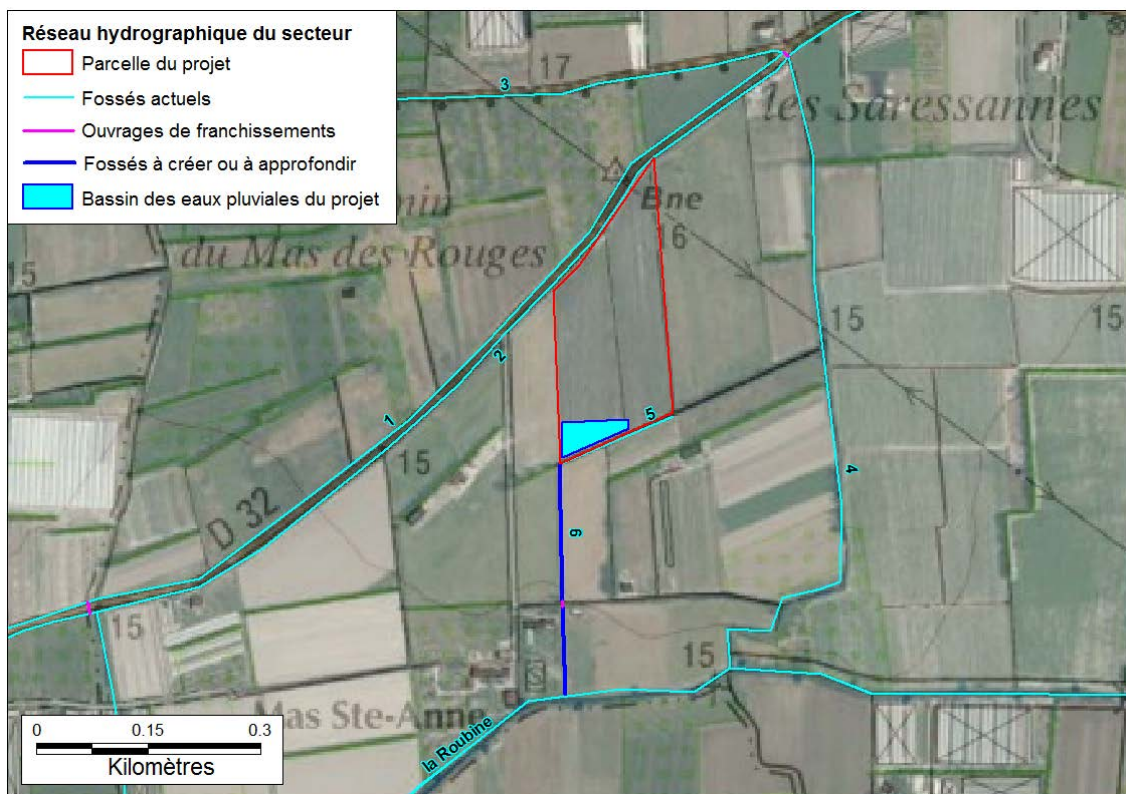 Réseau hydrographique du secteur
Parcelle du projet
Fossés actuels
Ouvrages de franchissements
Fossés à créer ou à approfondir
Bassin des eaux pluviales du projet
3
17
les Saressannes
du Mas des Rouges
Bne
16
15
15
15
2
1
15
5
4
D 32
6
15
15
Mas Ste-Anne
la Roubine
0 0.15 0.3
Kilomètres